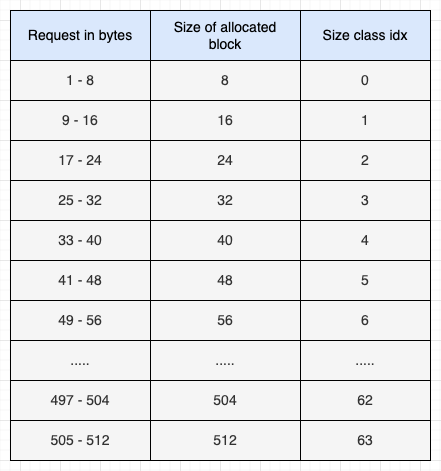 Request in bytes Size of allocated block Size class idx
1 - 8 8 0
9 - 16 16 1
17 - 24 24 2
25 - 32 32 3
33 - 40 40 4
41 - 48 48 5
49 - 56 56 6
..... ..... .....
497 - 504 504 62
505 - 512 512 63